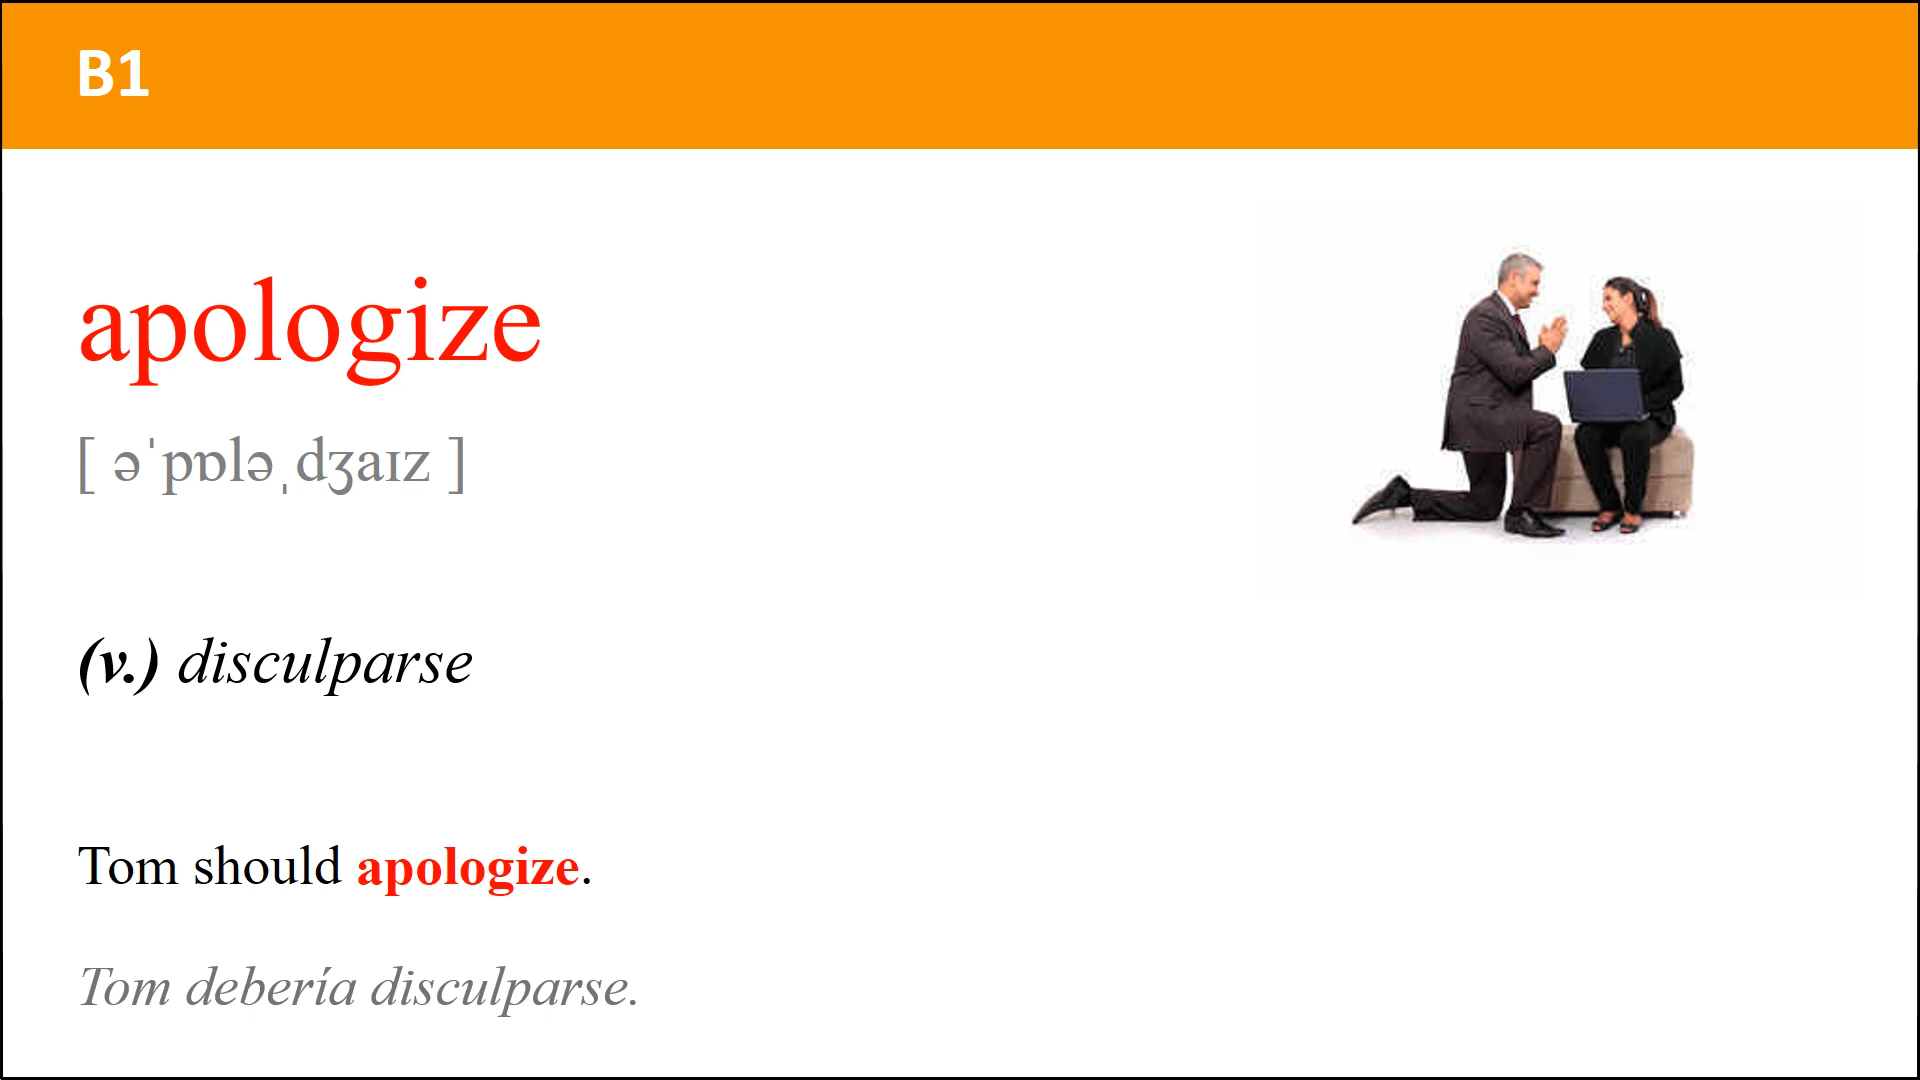 B1
apologize
[ əˈpɒləˌdʒaɪz ]
(v.) disculparse
Tom should apologize.
Tom debería disculparse.